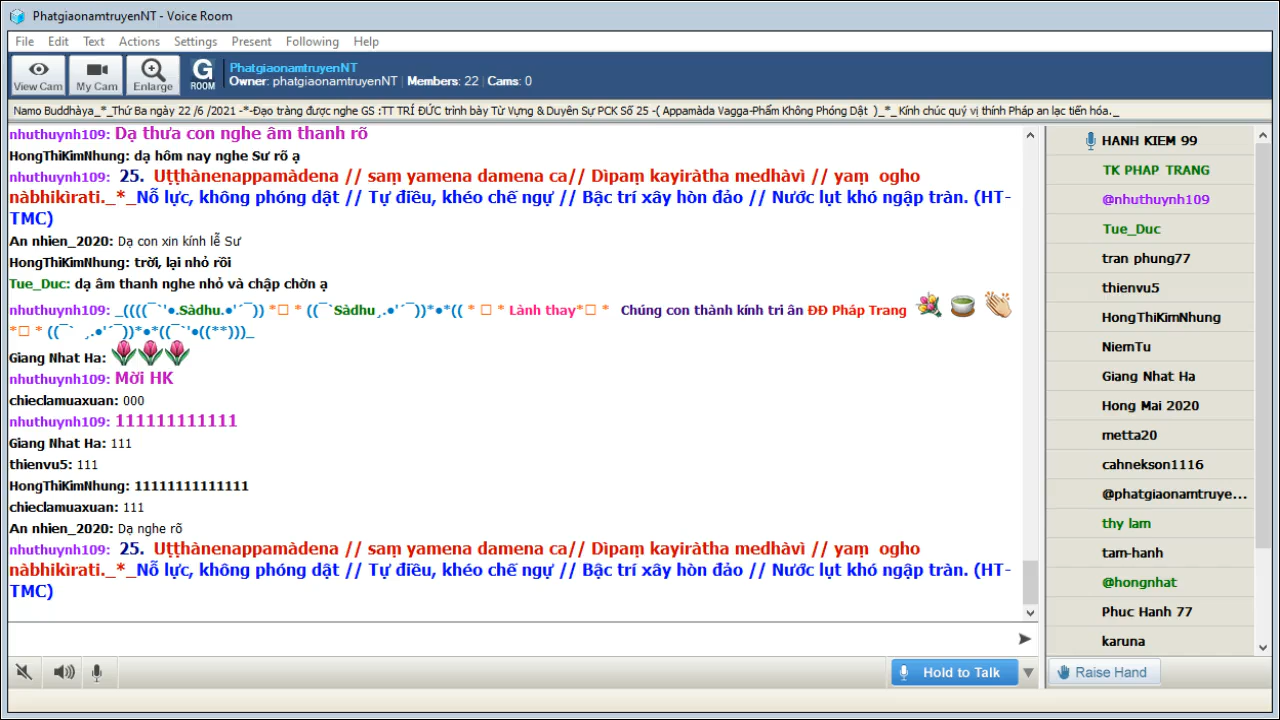 PhatgiaonamtruyenNT - Voice Room
File Edit Text Actions Settings Present Following Help
View Cam My Cam Enlarge G ROOM
PhatgiaonamtruyenNT
Owner: phatgiaonamtruyenNT Members: 22 Cams: 0
Namo Buddhàya_*_Thứ Ba ngày 22 /6 /2021 -*-Đạo tràng được nghe GS :TT TRÍ ĐỨC trình bày Từ Vựng & Duyên Sự PCK Số 25 -( Appamàda Vagga-Phẩm Không Phóng Dật )_*_Kính chúc quý vị thính Pháp an lạc tiến hóa._
nhuthuynh109: Dạ thưa con nghe âm thanh rõ
HongThiKimNhung: dạ hôm nay nghe Sư rõ ạ
nhuthuynh109: 25. Uṭṭhànenappamàdena // saṃ yamena damena ca// Dìpaṃ kayiràtha medhàvì // yaṃ ogho
nàbhikìrati._*_Nỗ lực, không phóng dật // Tự điều, khéo chế ngự // Bậc trí xây hòn đảo // Nước lụt khó ngập tràn. (HT-
TMC)
An nhien_2020: Dạ con xin kính lễ Sư
HongThiKimNhung: trời, lại nhỏ rồi
Tue_Duc: dạ âm thanh nghe nhỏ và chập chờn ạ
nhuthuynh109: _((((¯`'●.Sàdhu.●'´¯)) *□ * ((¯`Sàdhu¸.●'´¯))*●*(( * □ * Lành thay*□ * Chúng con thành kính tri ân ĐĐ Pháp Trang
*□ * ((¯` ¸.●'´¯))*●*((¯`'●((**)))_
Giang Nhat Ha:
nhuthuynh109: Mời HK
chieclamuaxuan: 000
nhuthuynh109: 111111111111
Giang Nhat Ha: 111
thienvu5: 111
HongThiKimNhung: 11111111111111
chieclamuaxuan: 111
An nhien_2020: Dạ nghe rõ
nhuthuynh109: 25. Uṭṭhànenappamàdena // saṃ yamena damena ca// Dìpaṃ kayiràtha medhàvì // yaṃ ogho
nàbhikìrati._*_Nỗ lực, không phóng dật // Tự điều, khéo chế ngự // Bậc trí xây hòn đảo // Nước lụt khó ngập tràn. (HT-
TMC)
Hold to Talk
HANH KIEM 99
TK PHAP TRANG
@nhuthuynh109
Tue_Duc
tran phung77
thienvu5
HongThiKimNhung
NiemTu
Giang Nhat Ha
Hong Mai 2020
metta20
cahnekson1116
@phatgiaonamtruye...
thy lam
tam-hanh
@hongnhat
Phuc Hanh 77
karuna
Raise Hand